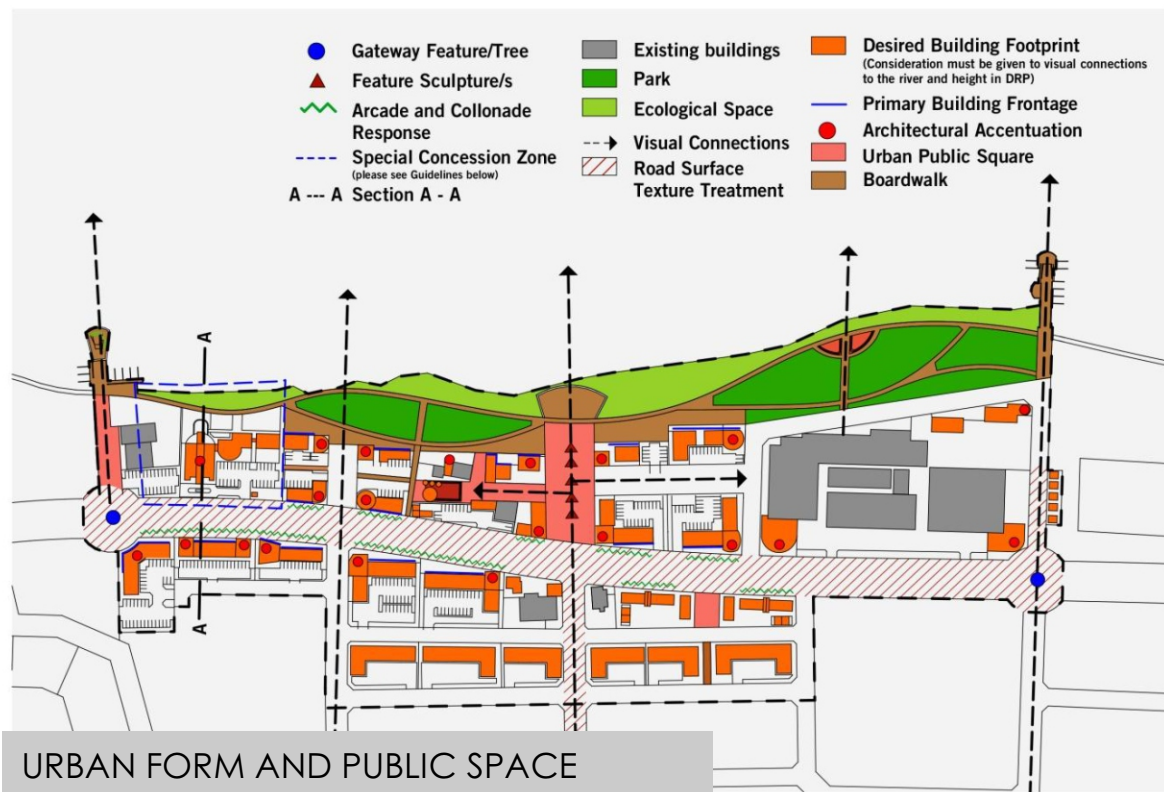 Gateway Feature/Tree
Feature Sculpture/s
Arcade and Collonade
Response
Special Concession Zone
(please see Guidelines below)
A --- A Section A - A
Existing buildings
Park
Ecological Space
Visual Connections
Road Surface
Texture Treatment
Desired Building Footprint
(Consideration must be given to visual connections
to the river and height in DRP)
Primary Building Frontage
Architectural Accentuation
Urban Public Square
Boardwalk
A
A
URBAN FORM AND PUBLIC SPACE